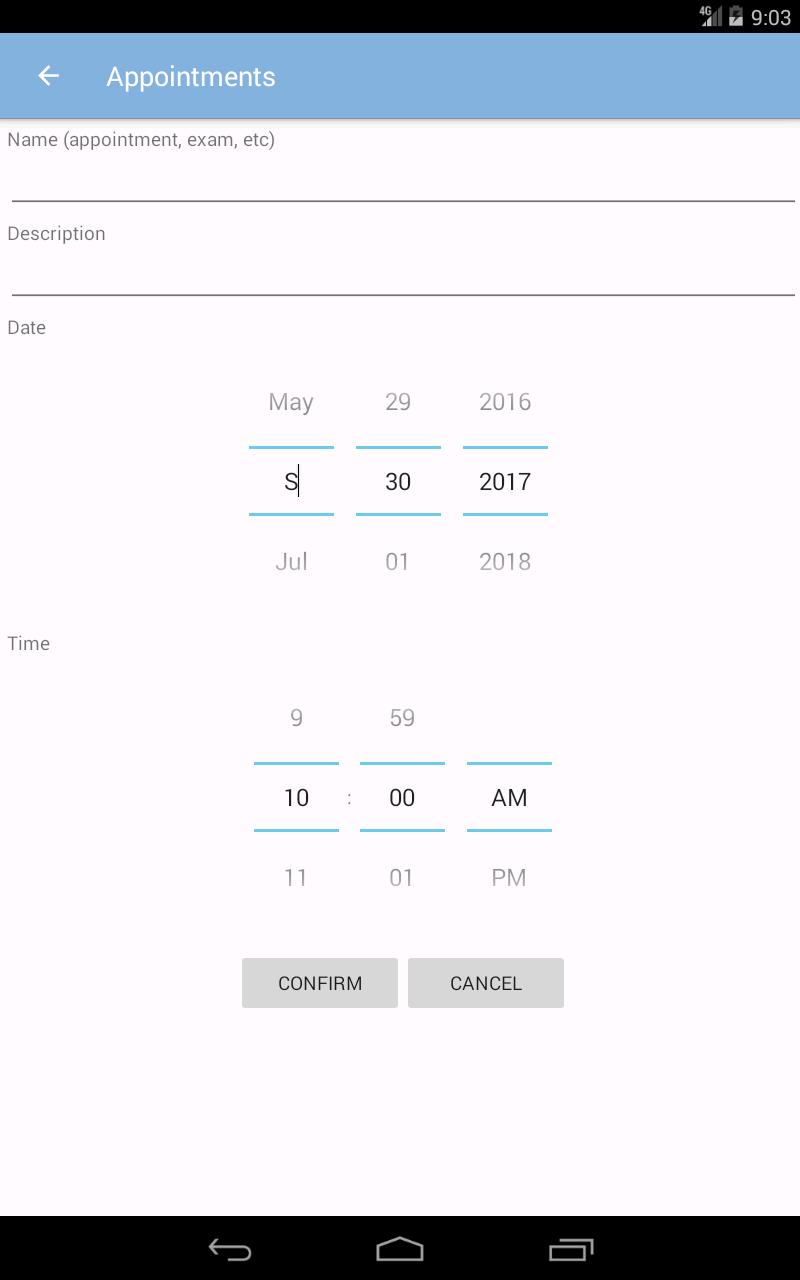 4G 9:03
Appointments
Name (appointment, exam, etc)
Description
Date
May 29 2016
S 30 2017
Jul 01 2018
Time
9 59
10 : 00 AM
11 01 PM
CONFIRM CANCEL